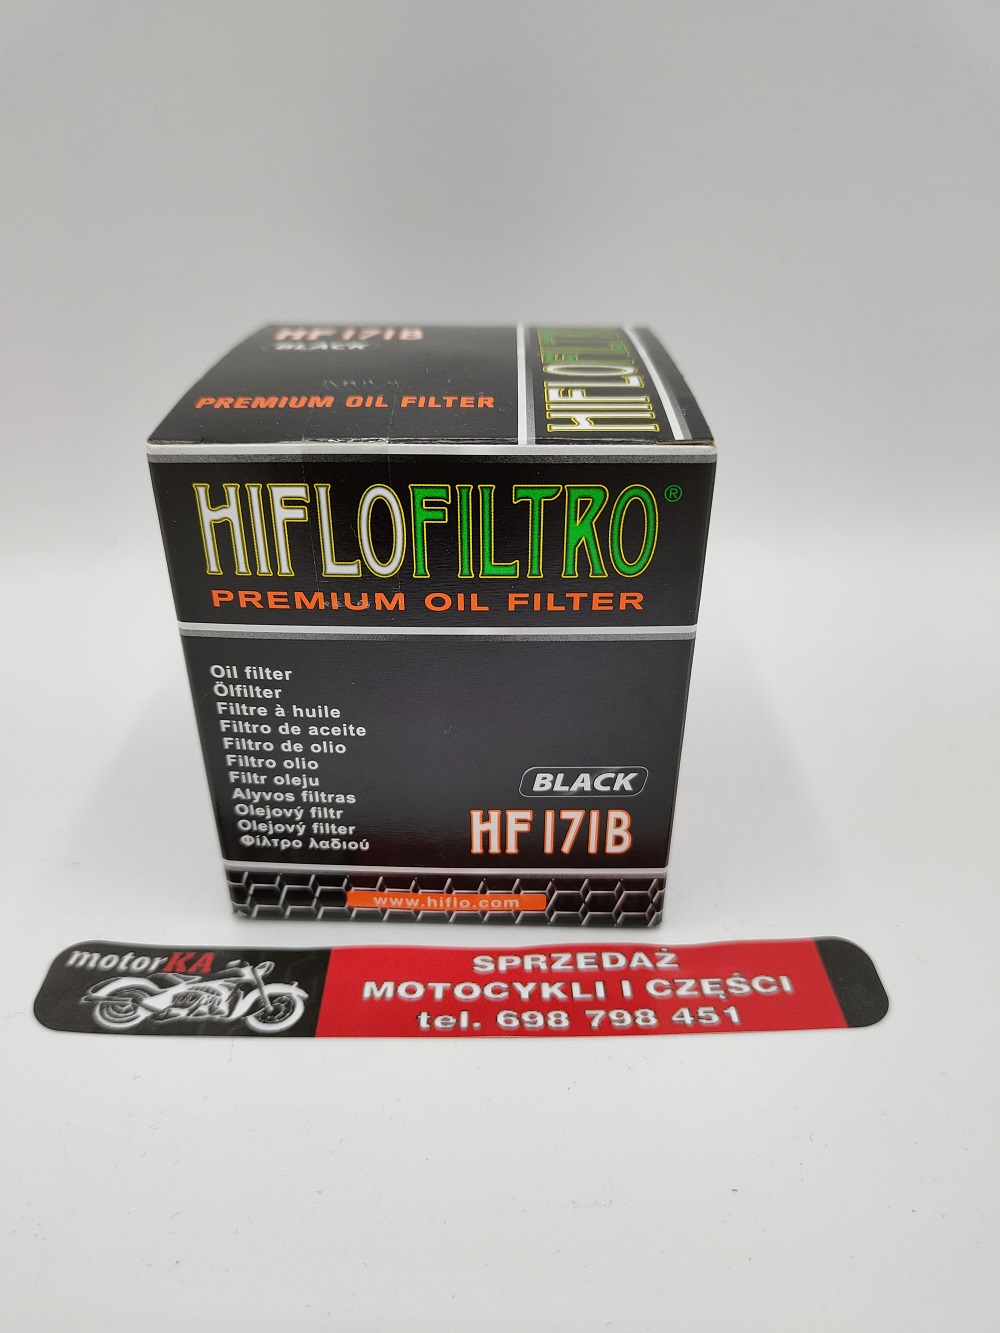 HF171B
BLACK
PREMIUM OIL FILTER
HIFLOFILTRO
HIFLOFILTRO®
PREMIUM OIL FILTER
Oil filter
Ölfilter
Filtre à huile
Filtro de aceite
Filtro de olio
Filtro olio
Filtr oleju
Alyvos filtras
Olejový filtr
Olejový filter
Φίλτρο λαδιού
BLACK
HF171B
www.hiflo.com
motorKA
SPRZEDAŻ
MOTOCYKLI I CZĘŚCI
tel. 698 798 451